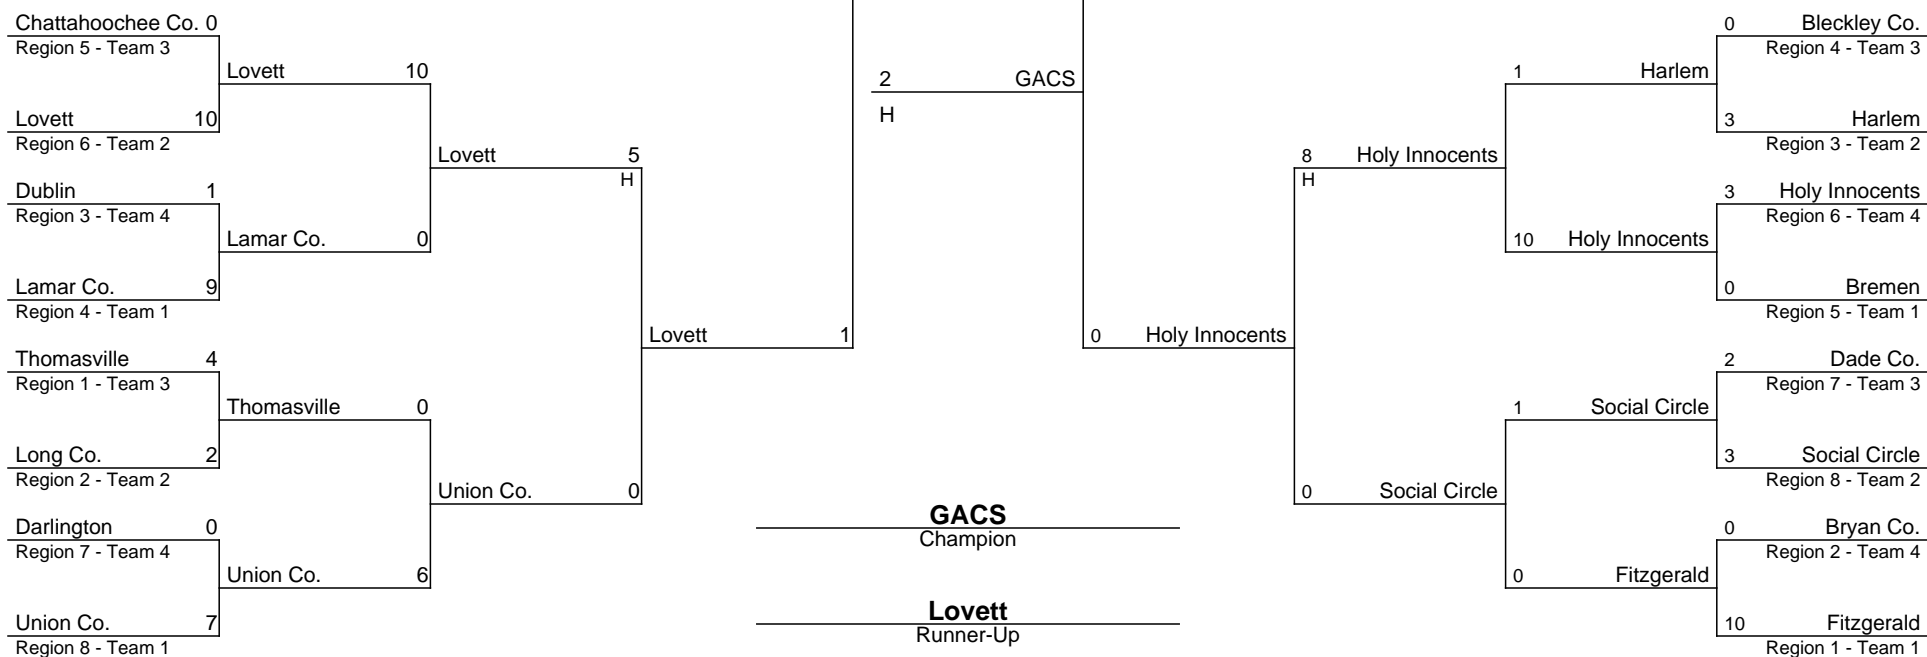 Chattahoochee Co. 0
Region 5 - Team 3
Lovett 10
Lovett 10
Region 6 - Team 2
Lovett 5
H
Dublin 1
Region 3 - Team 4
Lamar Co. 0
Lamar Co. 9
Region 4 - Team 1
Lovett 1
Thomasville 4
Region 1 - Team 3
Thomasville 0
Long Co. 2
Region 2 - Team 2
Union Co. 0
Darlington 0
Region 7 - Team 4
Union Co. 6
Union Co. 7
Region 8 - Team 1
2 GACS
H
GACS
Champion
Lovett
Runner-Up
0 Bleckley Co.
Region 4 - Team 3
1 Harlem
3 Harlem
Region 3 - Team 2
8 Holy Innocents
H
3 Holy Innocents
Region 6 - Team 4
10 Holy Innocents
0 Bremen
Region 5 - Team 1
0 Holy Innocents
2 Dade Co.
Region 7 - Team 3
1 Social Circle
3 Social Circle
Region 8 - Team 2
0 Social Circle
0 Bryan Co.
Region 2 - Team 4
0 Fitzgerald
10 Fitzgerald
Region 1 - Team 1